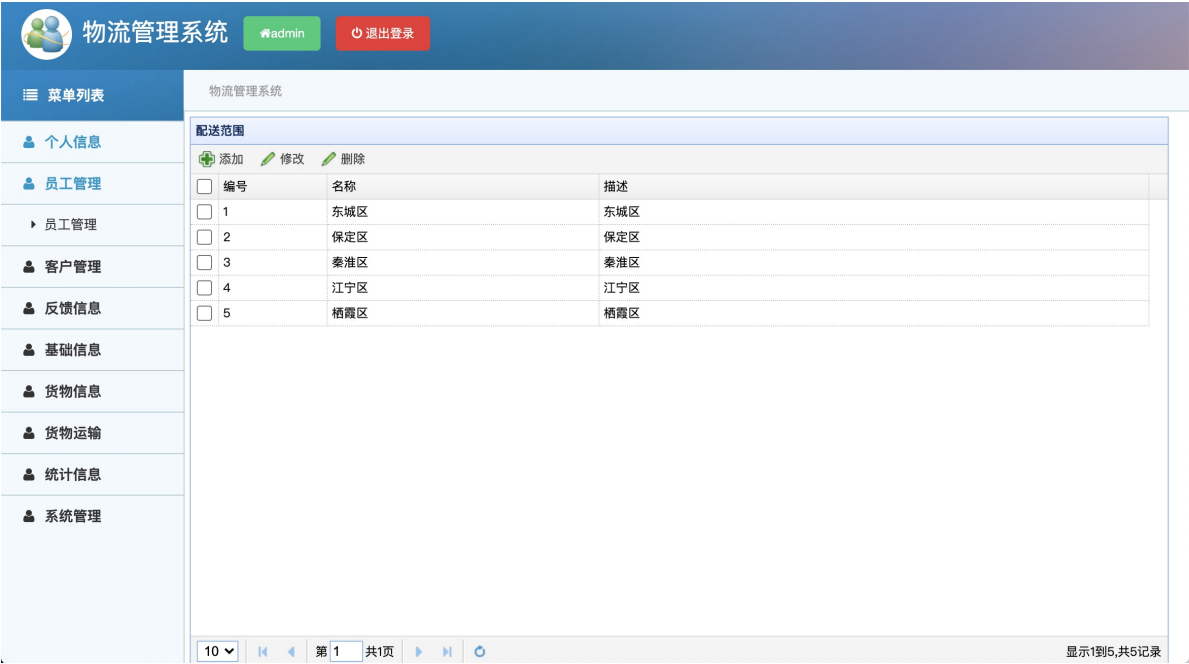 物流管理系统 admin 退出登录
菜单列表
物流管理系统
个人信息
员工管理
员工管理
客户管理
反馈信息
基础信息
货物信息
货物运输
统计信息
系统管理
配送范围
添加 修改 删除
编号 名称 描述
1 东城区 东城区
2 保定区 保定区
3 秦淮区 秦淮区
4 江宁区 江宁区
5 栖霞区 栖霞区
10 第 1 共1页 显示1到5,共5记录